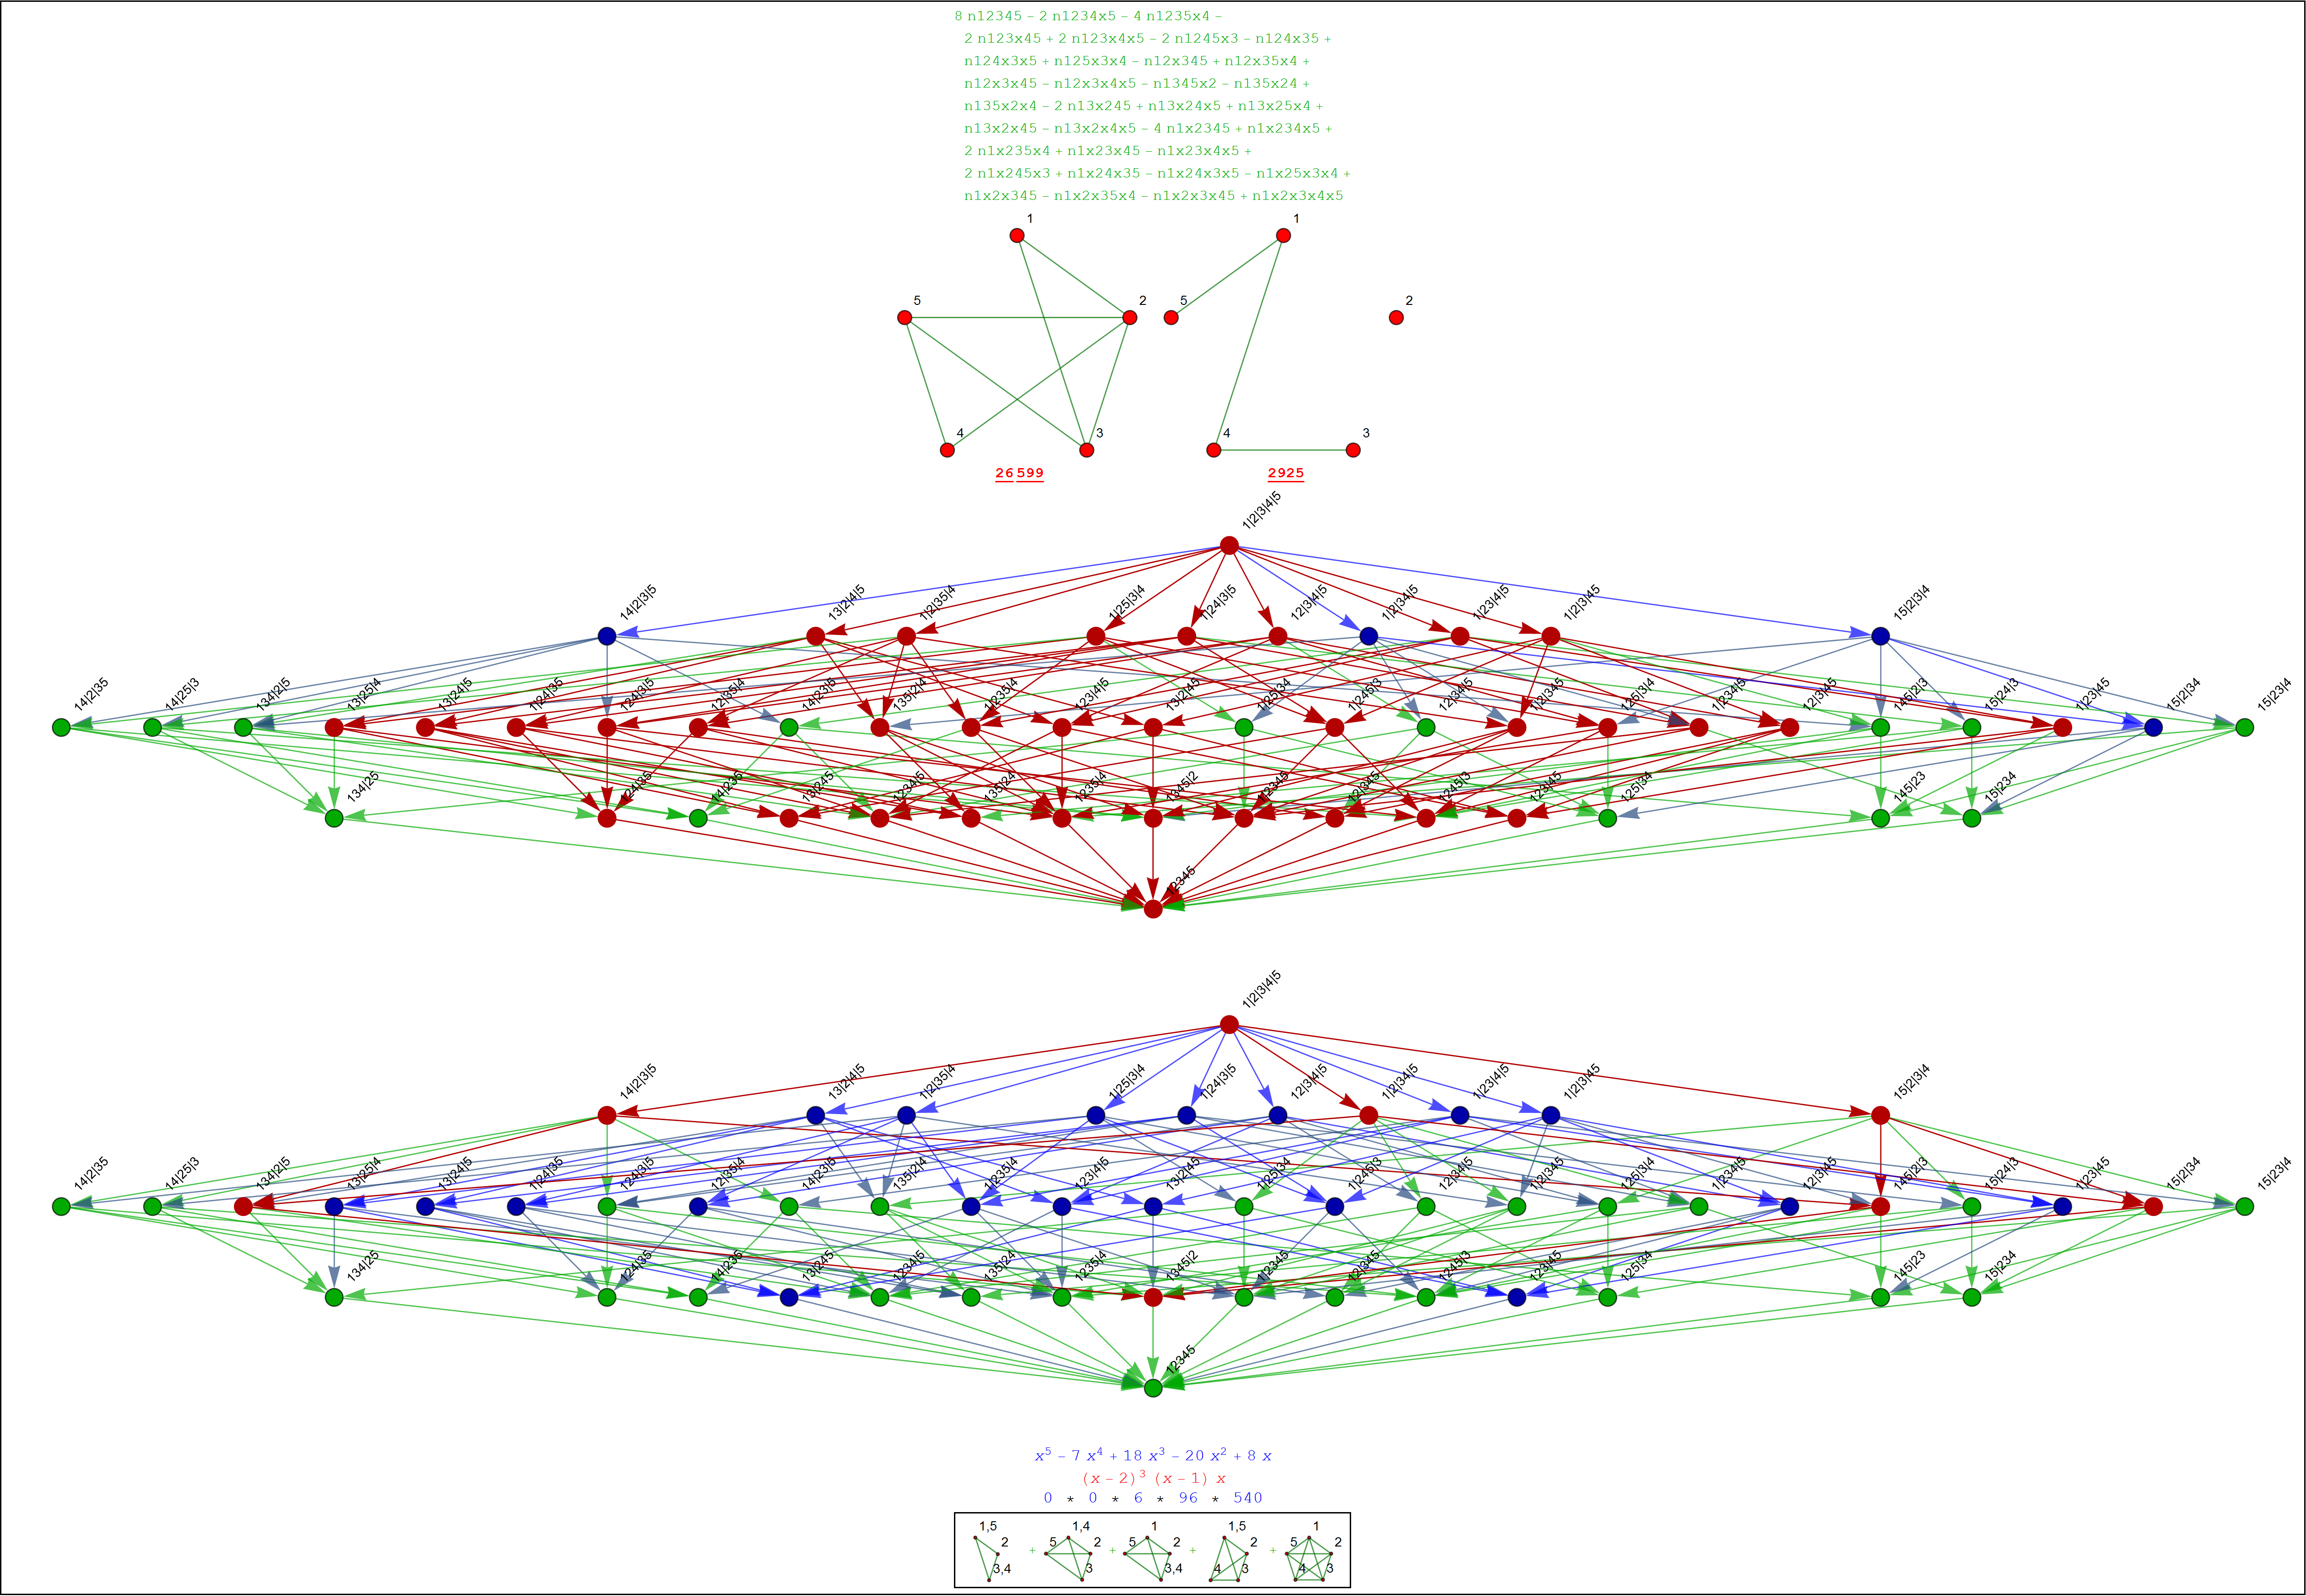 8 n12345 – 2 n1234x5 – 4 n1235x4 –
2 n123x45 + 2 n123x4x5 – 2 n1245x3 – n124x35 +
n124x3x5 + n125x3x4 – n12x345 + n12x35x4 +
n12x3x45 – n12x3x4x5 – n1345x2 – n135x24 +
n135x2x4 – 2 n13x245 + n13x24x5 + n13x25x4 +
n13x2x45 – n13x2x4x5 – 4 n1x2345 + n1x234x5 +
2 n1x235x4 + n1x23x45 – n1x23x4x5 +
2 n1x245x3 + n1x24x35 – n1x24x3x5 – n1x25x3x4 +
n1x2x345 – n1x2x35x4 – n1x2x3x45 + n1x2x3x4x5
1 1
5 2 5 2
4 3 4 3
26 599 2925
1|2|3|4|5
14|2|3|5 13|2|4|5 1|2|35|4 1|25|3|4 1|24|3|5 12|3|4|5 1|2|34|5 1|23|4|5 1|2|3|45 15|2|3|4
14|2|35 14|25|3 134|2|5 13|25|4 13|24|5 1|24|35 124|3|5 12|35|4 14|23|5 135|2|4 1|235|4 123|4|5 13|2|45 1|25|34 1|245|3 12|34|5 1|2|345 125|3|4 1|234|5 12|3|45 145|2|3 15|24|3 1|23|45 15|2|34 15|23|4
134|25 124|35 14|235 13|245 1234|5 135|24 1235|4 1345|2 1|2345 12|345 1245|3 123|45 125|34 145|23 15|234
12345
1|2|3|4|5
14|2|3|5 13|2|4|5 1|2|35|4 1|25|3|4 1|24|3|5 12|3|4|5 1|2|34|5 1|23|4|5 1|2|3|45 15|2|3|4
14|2|35 14|25|3 134|2|5 13|25|4 13|24|5 1|24|35 124|3|5 12|35|4 14|23|5 135|2|4 1|235|4 123|4|5 13|2|45 1|25|34 1|245|3 12|34|5 1|2|345 125|3|4 1|234|5 12|3|45 145|2|3 15|24|3 1|23|45 15|2|34 15|23|4
134|25 124|35 14|235 13|245 1234|5 135|24 1235|4 1345|2 1|2345 12|345 1245|3 123|45 125|34 145|23 15|234
12345
x⁵ – 7 x⁴ + 18 x³ – 20 x² + 8 x
(x – 2)³ (x – 1) x
0 * 0 * 6 * 96 * 540
1,5 1,4 1 1,5 1
2 5 2 5 2 2 5 2
+ + + +
3,4 3 3,4 4 3 4 3